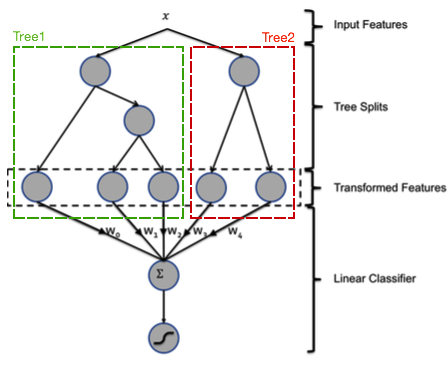 x
Input Features
Tree1
Tree2
Tree Splits
Transformed Features
W0 W1 W2 W3 W4
Σ
Linear Classifier